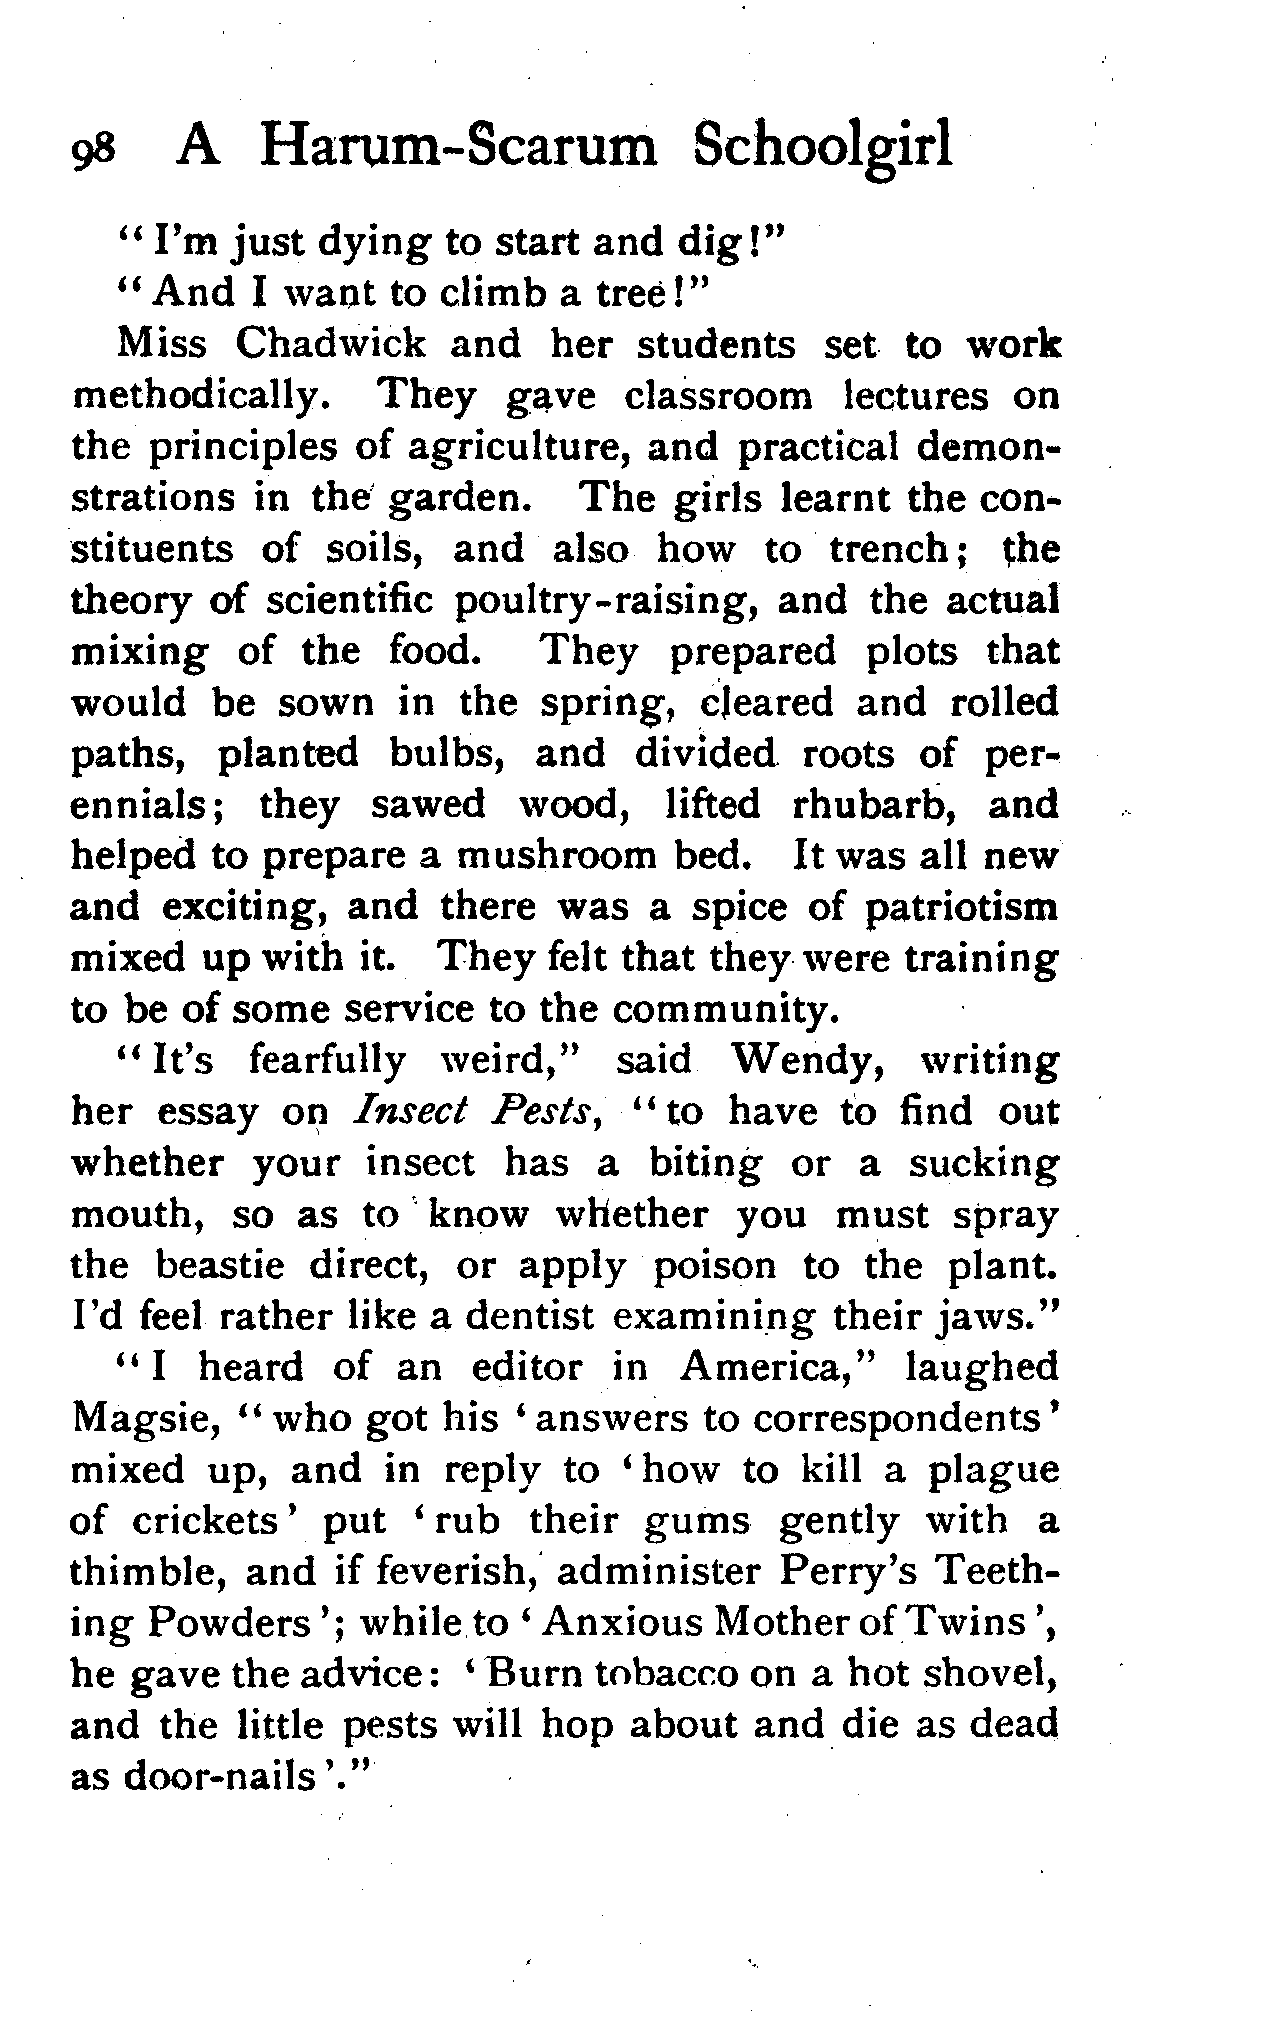 98 A Harum-Scarum Schoolgirl
"I'm just dying to start and dig!"
"And I want to climb a tree!"
Miss Chadwick and her students set to work
methodically. They gave classroom lectures on
the principles of agriculture, and practical demon-
strations in the garden. The girls learnt the con-
stituents of soils, and also how to trench; the
theory of scientific poultry-raising, and the actual
mixing of the food. They prepared plots that
would be sown in the spring, cleared and rolled
paths, planted bulbs, and divided roots of per-
ennials; they sawed wood, lifted rhubarb, and
helped to prepare a mushroom bed. It was all new
and exciting, and there was a spice of patriotism
mixed up with it. They felt that they were training
to be of some service to the community.
"It's fearfully weird," said Wendy, writing
her essay on Insect Pests, "to have to find out
whether your insect has a biting or a sucking
mouth, so as to know whether you must spray
the beastie direct, or apply poison to the plant.
I'd feel rather like a dentist examining their jaws."
"I heard of an editor in America," laughed
Magsie, "who got his 'answers to correspondents'
mixed up, and in reply to 'how to kill a plague
of crickets' put 'rub their gums gently with a
thimble, and if feverish, administer Perry's Teeth-
ing Powders'; while to 'Anxious Mother of Twins',
he gave the advice: 'Burn tobacco on a hot shovel,
and the little pests will hop about and die as dead
as door-nails'."